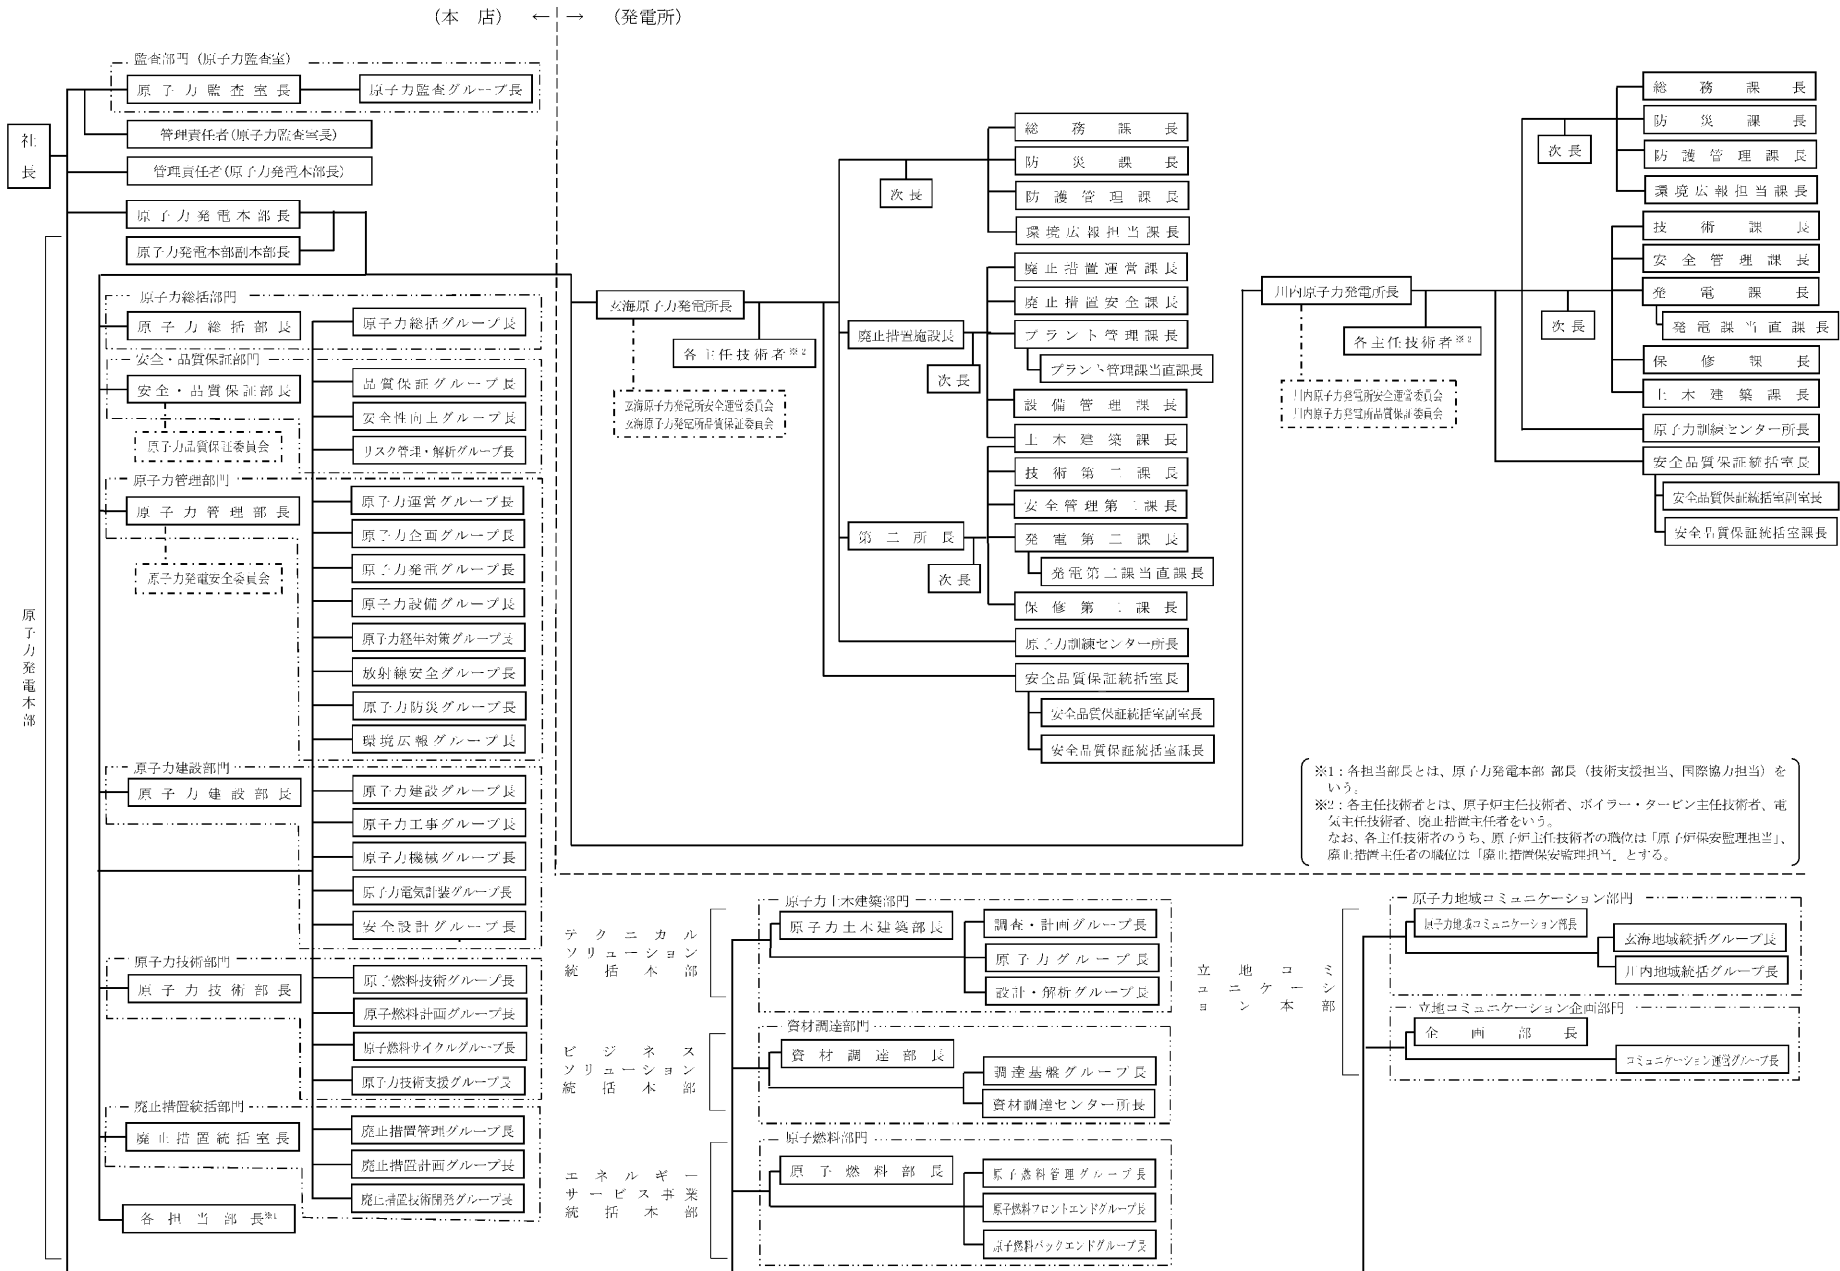 (本 店) ← → (発電所)
社長
監査部門(原子力監査室)
原子力監査室長
原子力監査グループ長
管理責任者(原子力監査室長)
管理責任者(原子力発電本部長)
原子力発電本部長
原子力発電本部副本部長
原子力発電本部
原子力総括部門
原子力総括部長
原子力総括グループ長
安全・品質保証部門
安全・品質保証部長
原子力品質保証委員会
品質保証グループ長
安全性向上グループ長
リスク管理・解析グループ長
原子力管理部門
原子力管理部長
原子力発電安全委員会
原子力運営グループ長
原子力企画グループ長
原子力発電グループ長
原子力設備グループ長
原子力経年対策グループ長
放射線安全グループ長
原子力防災グループ長
環境広報グループ長
原子力建設部門
原子力建設部長
原子力建設グループ長
原子力工事グループ長
原子力機械グループ長
原子力電気計装グループ長
安全設計グループ長
原子力技術部門
原子力技術部長
原子燃料技術グループ長
原子燃料計画グループ長
原子燃料サイクルグループ長
原子力技術支援グループ長
廃止措置統括部門
廃止措置統括室長
廃止措置管理グループ長
廃止措置計画グループ長
廃止措置技術開発グループ長
各担当部長※1
玄海原子力発電所長
各主任技術者※2
玄海原子力発電所安全運営委員会
玄海原子力発電所品質保証委員会
次長
総務課長
防災課長
防護管理課長
環境広報担当課長
廃止措置施設長
次長
廃止措置運営課長
廃止措置安全課長
プラント管理課長
プラント管理課当直課長
設備管理課長
土木建築課長
第二所長
次長
技術第二課長
安全管理第二課長
発電第二課長
発電第二課当直課長
保修第二課長
原子力訓練センター所長
安全品質保証統括室長
安全品質保証統括室副室長
安全品質保証統括室課長
川内原子力発電所長
各主任技術者※2
川内原子力発電所安全運営委員会
川内原子力発電所品質保証委員会
次長
総務課長
防災課長
防護管理課長
環境広報担当課長
次長
技術課長
安全管理課長
発電課長
発電課当直課長
保修課長
土木建築課長
原子力訓練センター所長
安全品質保証統括室長
安全品質保証統括室副室長
安全品質保証統括室課長
※1:各担当部長とは、原子力発電本部 部長(技術支援担当、国際協力担当)を
いう。
※2:各主任技術者とは、原子炉主任技術者、ボイラー・タービン主任技術者、電
気主任技術者、廃止措置主任者をいう。
なお、各主任技術者のうち、原子炉主任技術者の職位は「原子炉保安監理担当」、
廃止措置主任者の職位は「廃止措置保安監理担当」とする。
テクニカル
ソリューション
統括本部
原子力土木建築部門
原子力土木建築部長
調査・計画グループ長
原子力グループ長
設計・解析グループ長
ビジネス
ソリューション
統括本部
資材調達部門
資材調達部長
調達基盤グループ長
資材調達センター所長
エネルギー
サービス事業
統括本部
原子燃料部門
原子燃料部長
原子燃料管理グループ長
原子燃料フロントエンドグループ長
原子燃料バックエンドグループ長
立地コミ
ュニケーシ
ョン本部
原子力地域コミュニケーション部門
原子力地域コミュニケーション部長
玄海地域統括グループ長
川内地域統括グループ長
立地コミュニケーション企画部門
企画部長
コミュニケーション運営グループ長